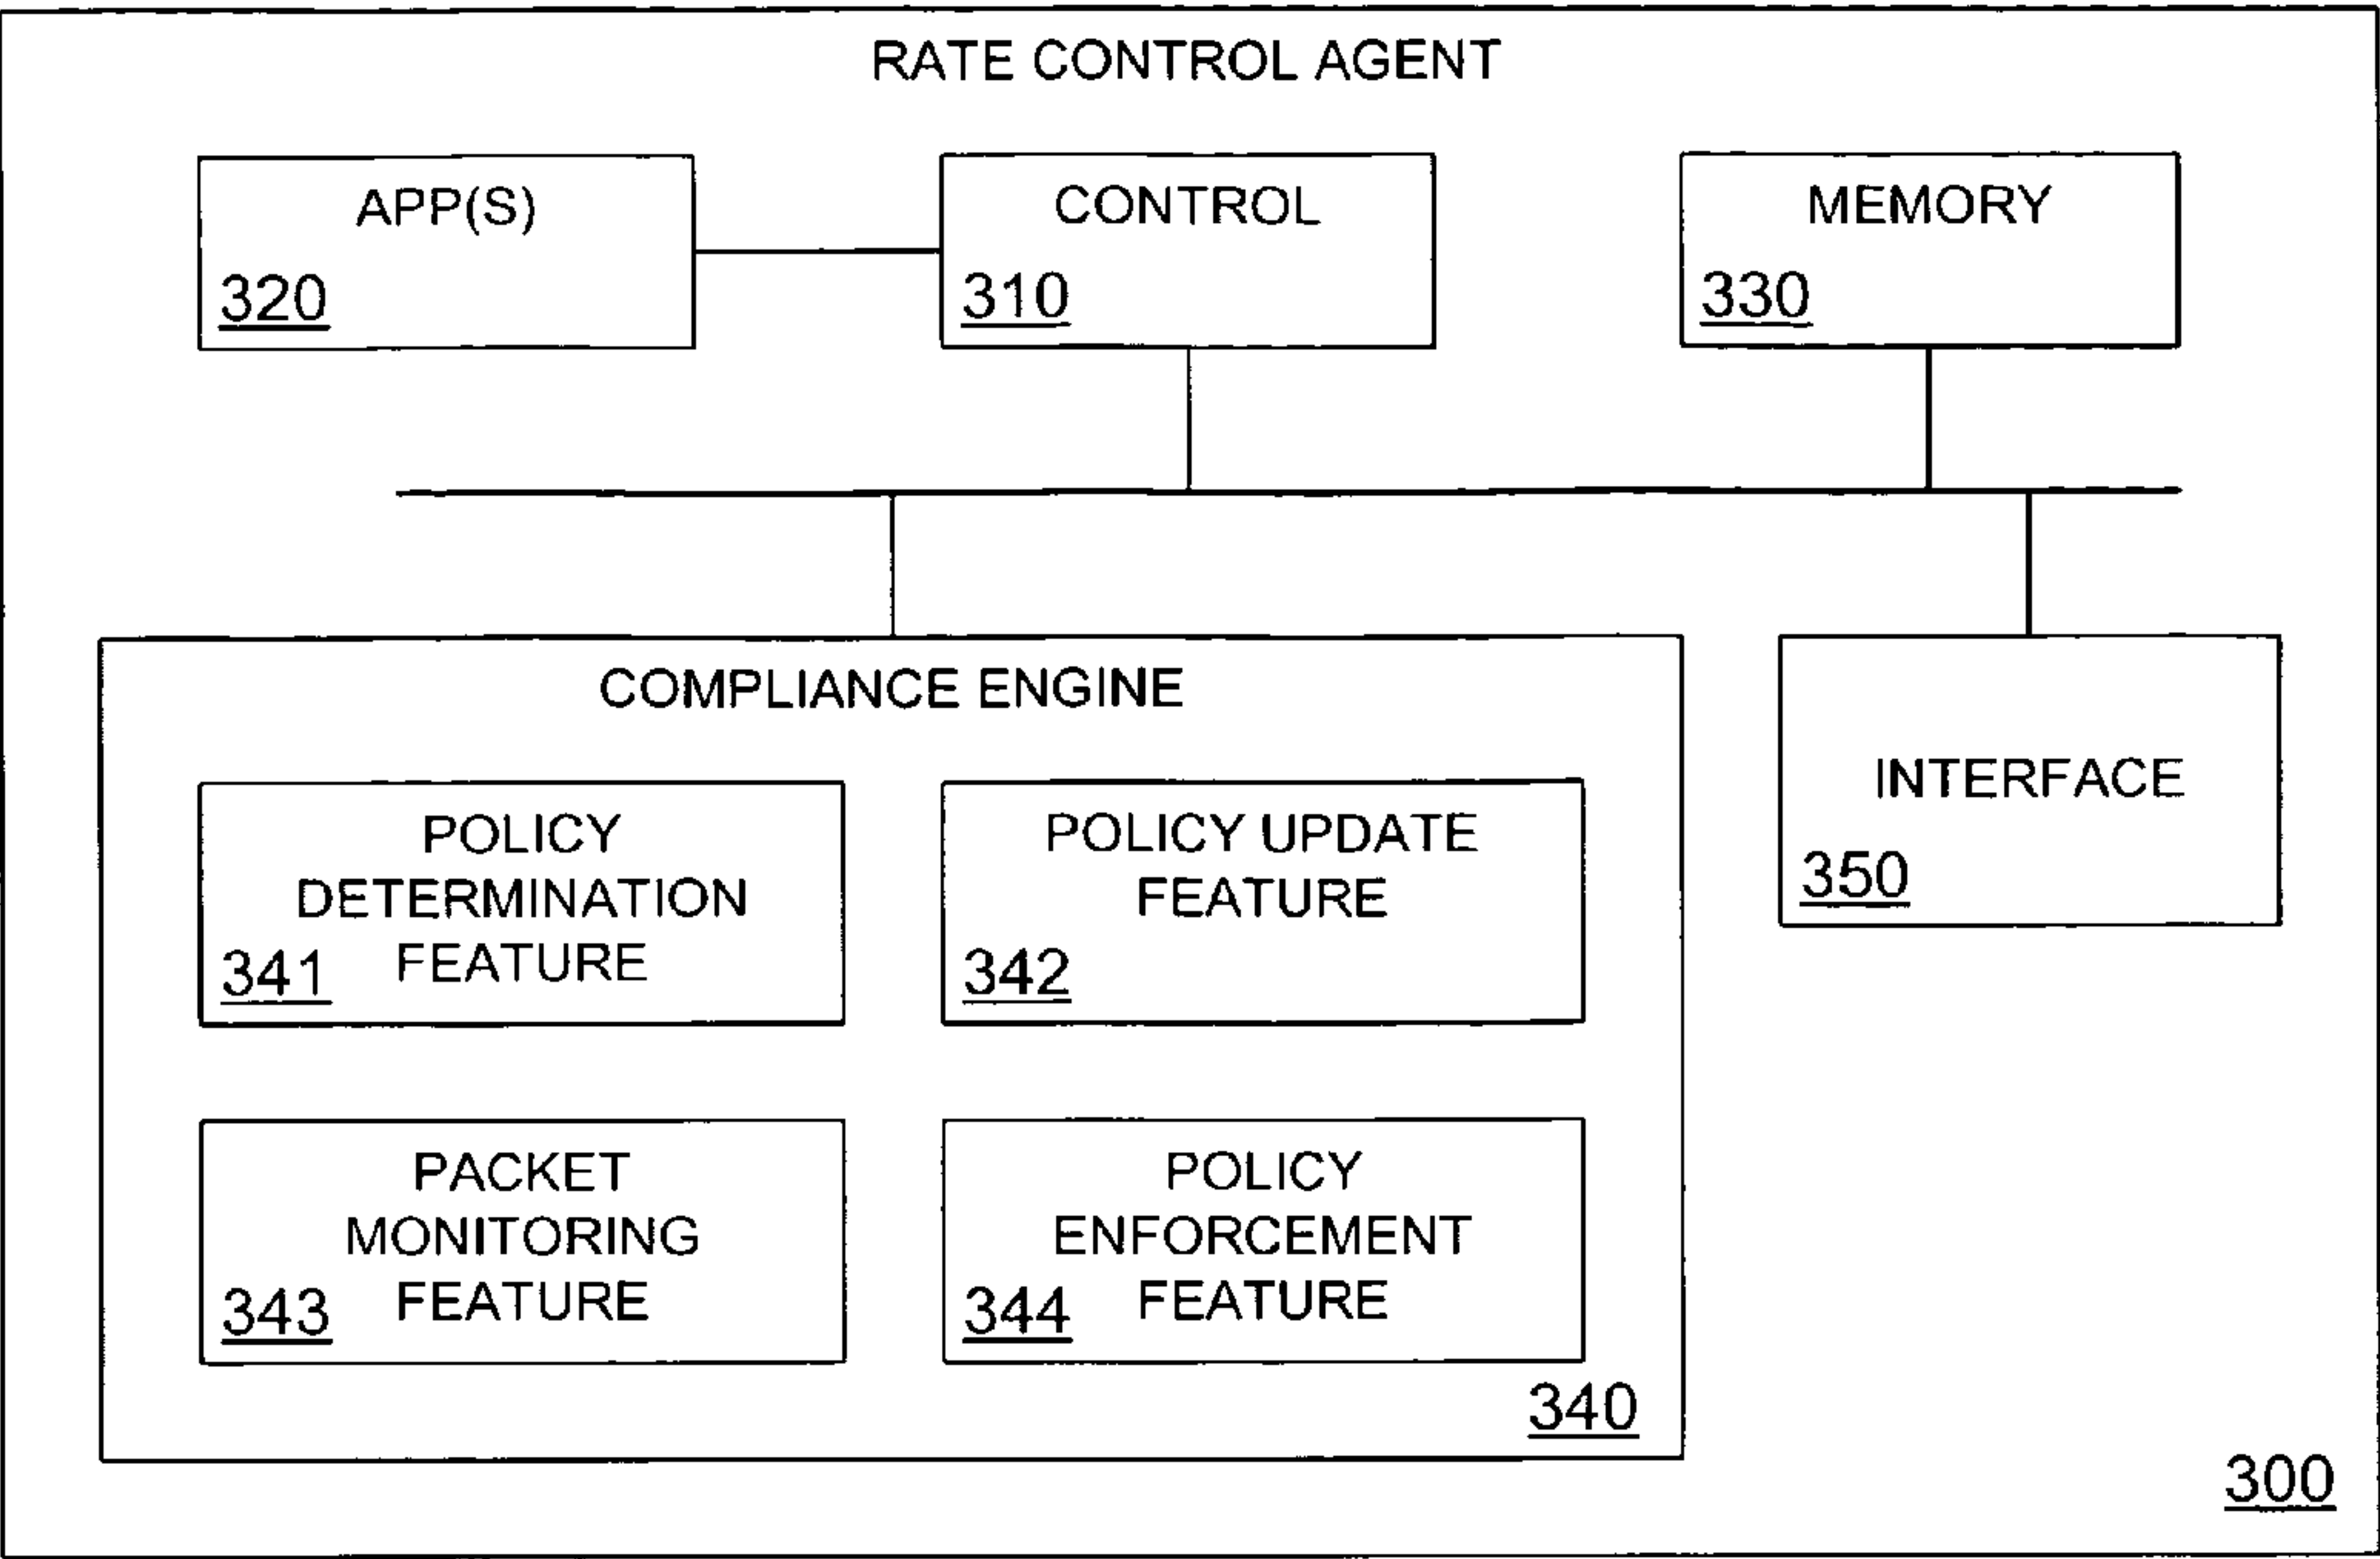 RATE CONTROL AGENT
APP(S)
320
CONTROL
310
MEMORY
330
COMPLIANCE ENGINE
POLICY
DETERMINATION
FEATURE
341
POLICY UPDATE
FEATURE
342
PACKET
MONITORING
FEATURE
343
POLICY
ENFORCEMENT
FEATURE
344
340
INTERFACE
350
300